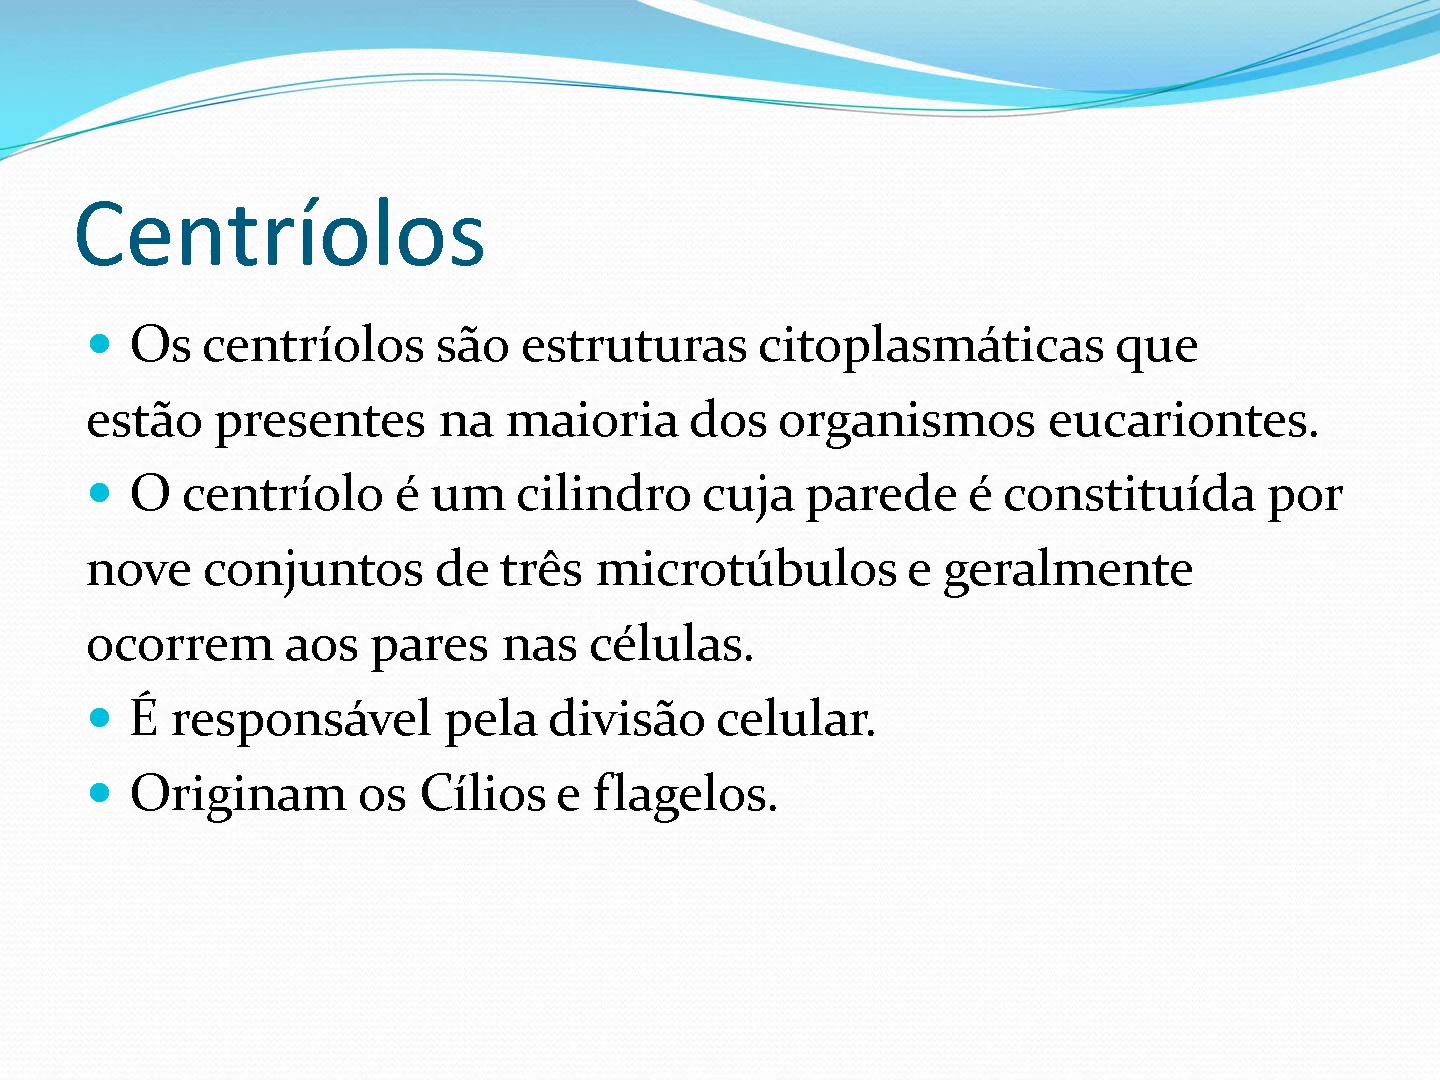 Centríolos
• Os centríolos são estruturas citoplasmáticas que
estão presentes na maioria dos organismos eucariontes.
• O centríolo é um cilindro cuja parede é constituída por
nove conjuntos de três microtúbulos e geralmente
ocorrem aos pares nas células.
• É responsável pela divisão celular.
• Originam os Cílios e flagelos.